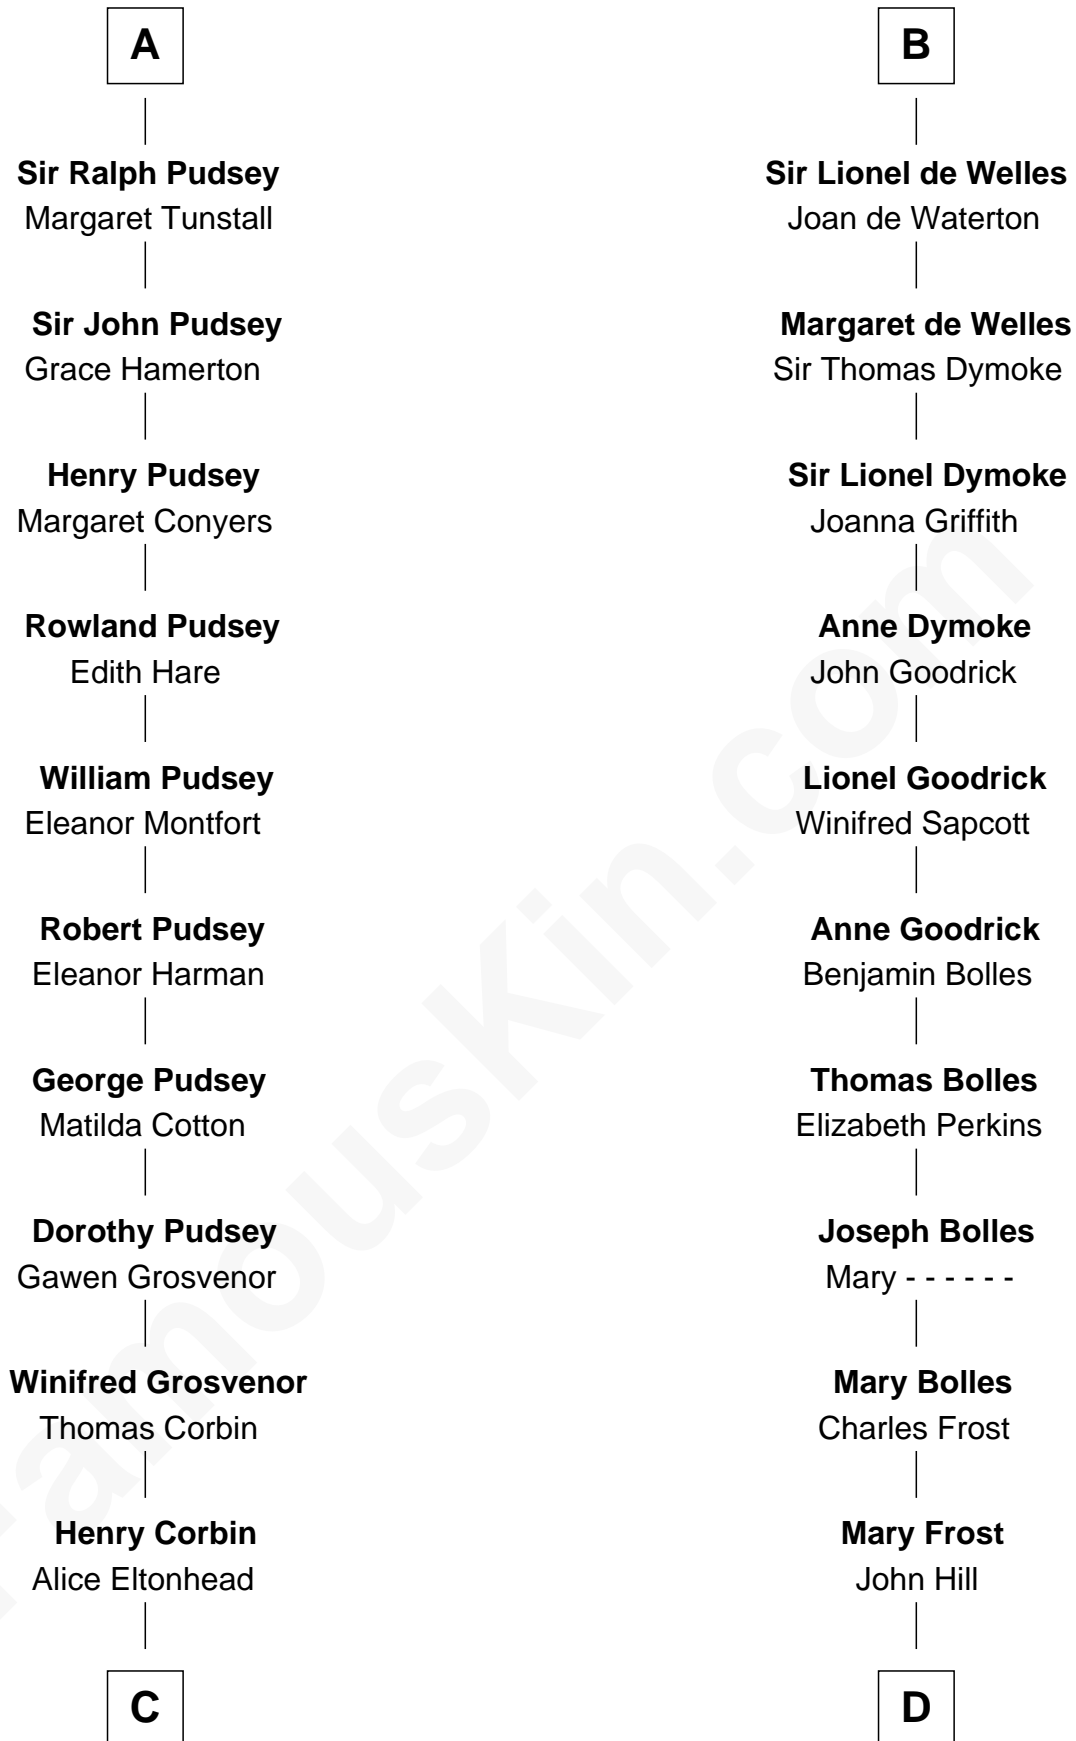 A
Sir Ralph Pudsey
Margaret Tunstall
Sir John Pudsey
Grace Hamerton
Henry Pudsey
Margaret Conyers
Rowland Pudsey
Edith Hare
William Pudsey
Eleanor Montfort
Robert Pudsey
Eleanor Harman
George Pudsey
Matilda Cotton
Dorothy Pudsey
Gawen Grosvenor
Winifred Grosvenor
Thomas Corbin
Henry Corbin
Alice Eltonhead
C
B
Sir Lionel de Welles
Joan de Waterton
Margaret de Welles
Sir Thomas Dymoke
Sir Lionel Dymoke
Joanna Griffith
Anne Dymoke
John Goodrick
Lionel Goodrick
Winifred Sapcott
Anne Goodrick
Benjamin Bolles
Thomas Bolles
Elizabeth Perkins
Joseph Bolles
Mary - - - - - -
Mary Bolles
Charles Frost
Mary Frost
John Hill
D
FamousKin.com